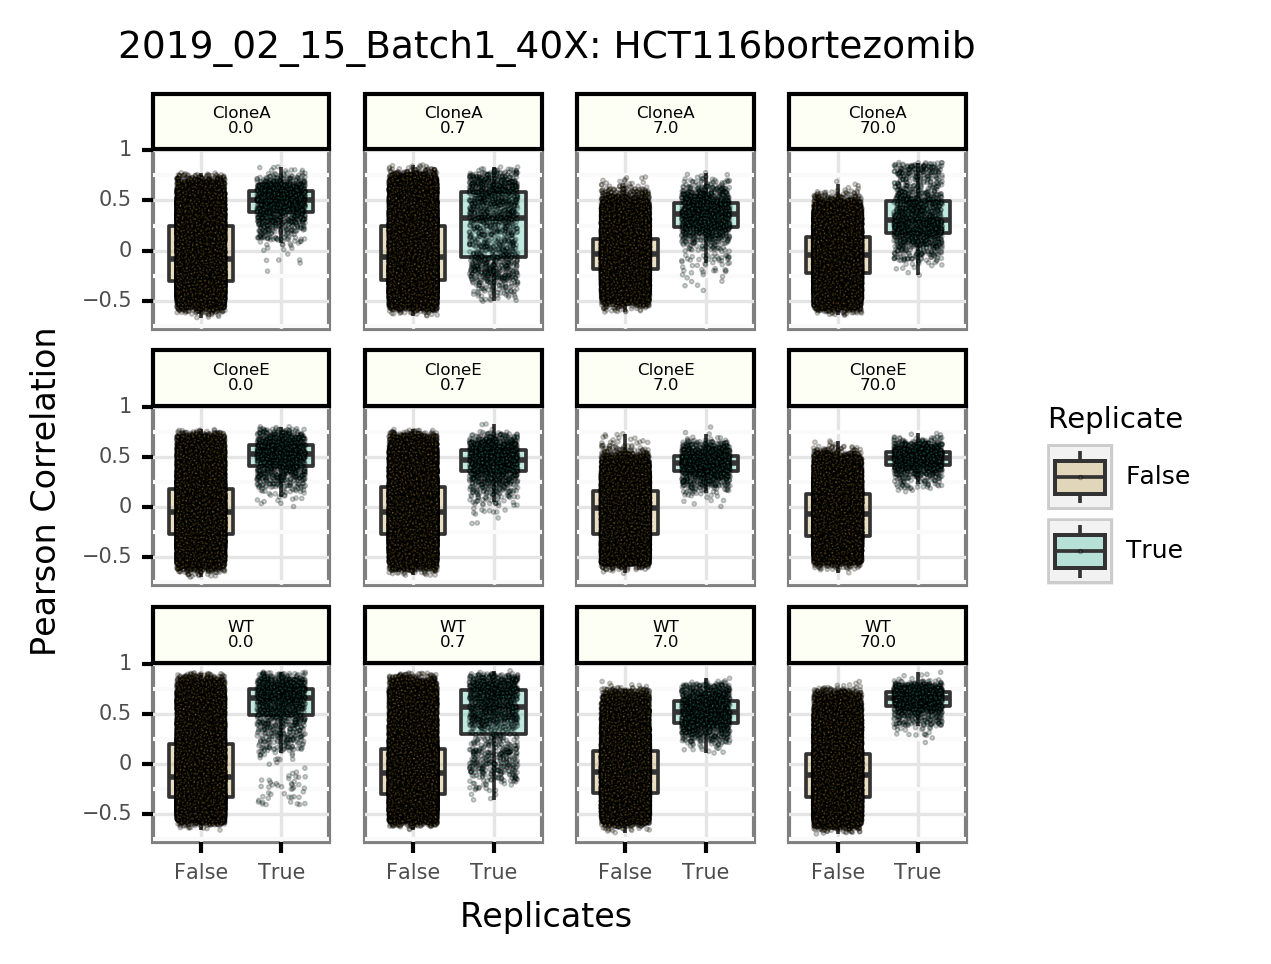 2019_02_15_Batch1_40X: HCT116bortezomib
CloneA
0.0
CloneA
0.7
CloneA
7.0
CloneA
70.0
1
0.5
0
−0.5
CloneE
0.0
CloneE
0.7
CloneE
7.0
CloneE
70.0
1
0.5
0
−0.5
WT
0.0
WT
0.7
WT
7.0
WT
70.0
1
0.5
0
−0.5
False
True
False
True
False
True
False
True
Replicates
Pearson Correlation
Replicate
False
True